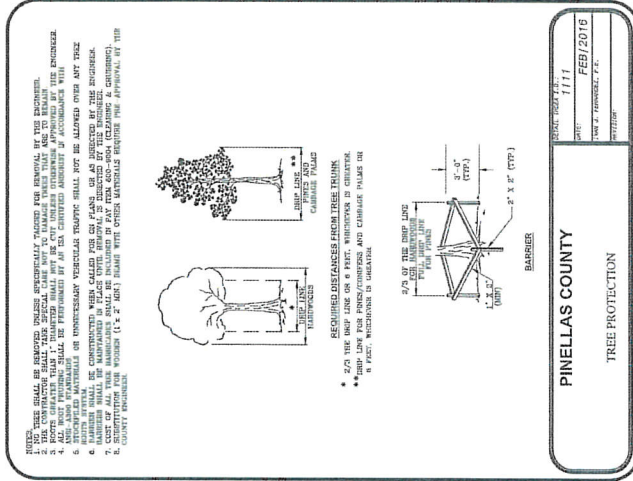 NOTES:
1. NO TREE SHALL BE REMOVED UNLESS SPECIFICALLY TAGGED FOR REMOVAL BY THE ENGINEER.
2. THE CONTRACTOR SHALL TAKE SPECIAL CARE NOT TO DAMAGE TREES THAT ARE TO REMAIN.
3. ROOTS GREATER THAN 1" DIAMETER SHALL NOT BE CUT UNLESS OTHERWISE APPROVED BY THE ENGINEER.
4. ALL ROOT PRUNING SHALL BE PERFORMED BY AN ISA CERTIFIED ARBORIST IN ACCORDANCE WITH
ANSI-A300 STANDARDS
5. STOCKPILED MATERIALS OR UNNECESSARY VEHICULAR TRAFFIC SHALL NOT BE ALLOWED OVER ANY TREE
ROOTS SYSTEM.
6. BARRIER SHALL BE CONSTRUCTED WHEN CALLED FOR ON PLANS OR AS DIRECTED BY THE ENGINEER.
BARRIERS SHALL BE MAINTAINED IN PLACE UNTIL REMOVAL IS DIRECTED BY THE ENGINEER.
7. COST OF ALL TREE BARRICADES SHALL BE INCLUDED IN PAY ITEM (CLEARING & GRUBBING).
8. SUBSTITUTION FOR WOODEN (1"x 2" MIN.) BEAMS WITH OTHER MATERIALS REQUIRE PRE APPROVAL BY THE
COUNTY ENGINEER.
*
DRIP LINE
HARDWOODS
DRIP LINE **
PINES AND
CABBAGE PALMS
REQUIRED DISTANCES FROM TREE TRUNK
* 2/3 THE DRIP LINE OR 6 FEET, WHICHEVER IS GREATER.
**DRIP LINE FOR PINES/CONIFERS AND CABBAGE PALMS OR
6 FEET, WHICHEVER IS GREATER
2/3 OF THE DRIP LINE
FOR HARDWOODS
FULL DRIP LINE
FOR PINES
3'-0"
(TYP.)
1" X 2"
(MIN)
2" X 2" (TYP.)
BARRIER
PINELLAS COUNTY
TREE PROTECTION
DETAIL INDEX I.D.:
1111
DATE:
FEB/2016
IVAN J. FERNANDEZ, P.E.
REVISION: